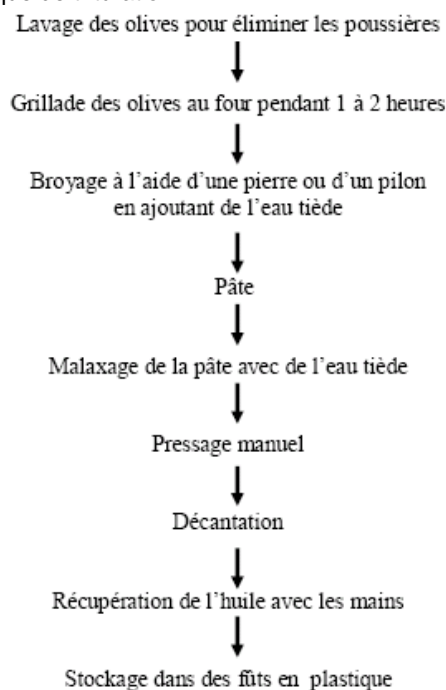 Lavage des olives pour éliminer les poussières
Grillade des olives au four pendant 1 à 2 heures
Broyage à l'aide d'une pierre ou d'un pilon
en ajoutant de l'eau tiède
Pâte
Malaxage de la pâte avec de l'eau tiède
Pressage manuel
Décantation
Récupération de l'huile avec les mains
Stockage dans des fûts en plastique